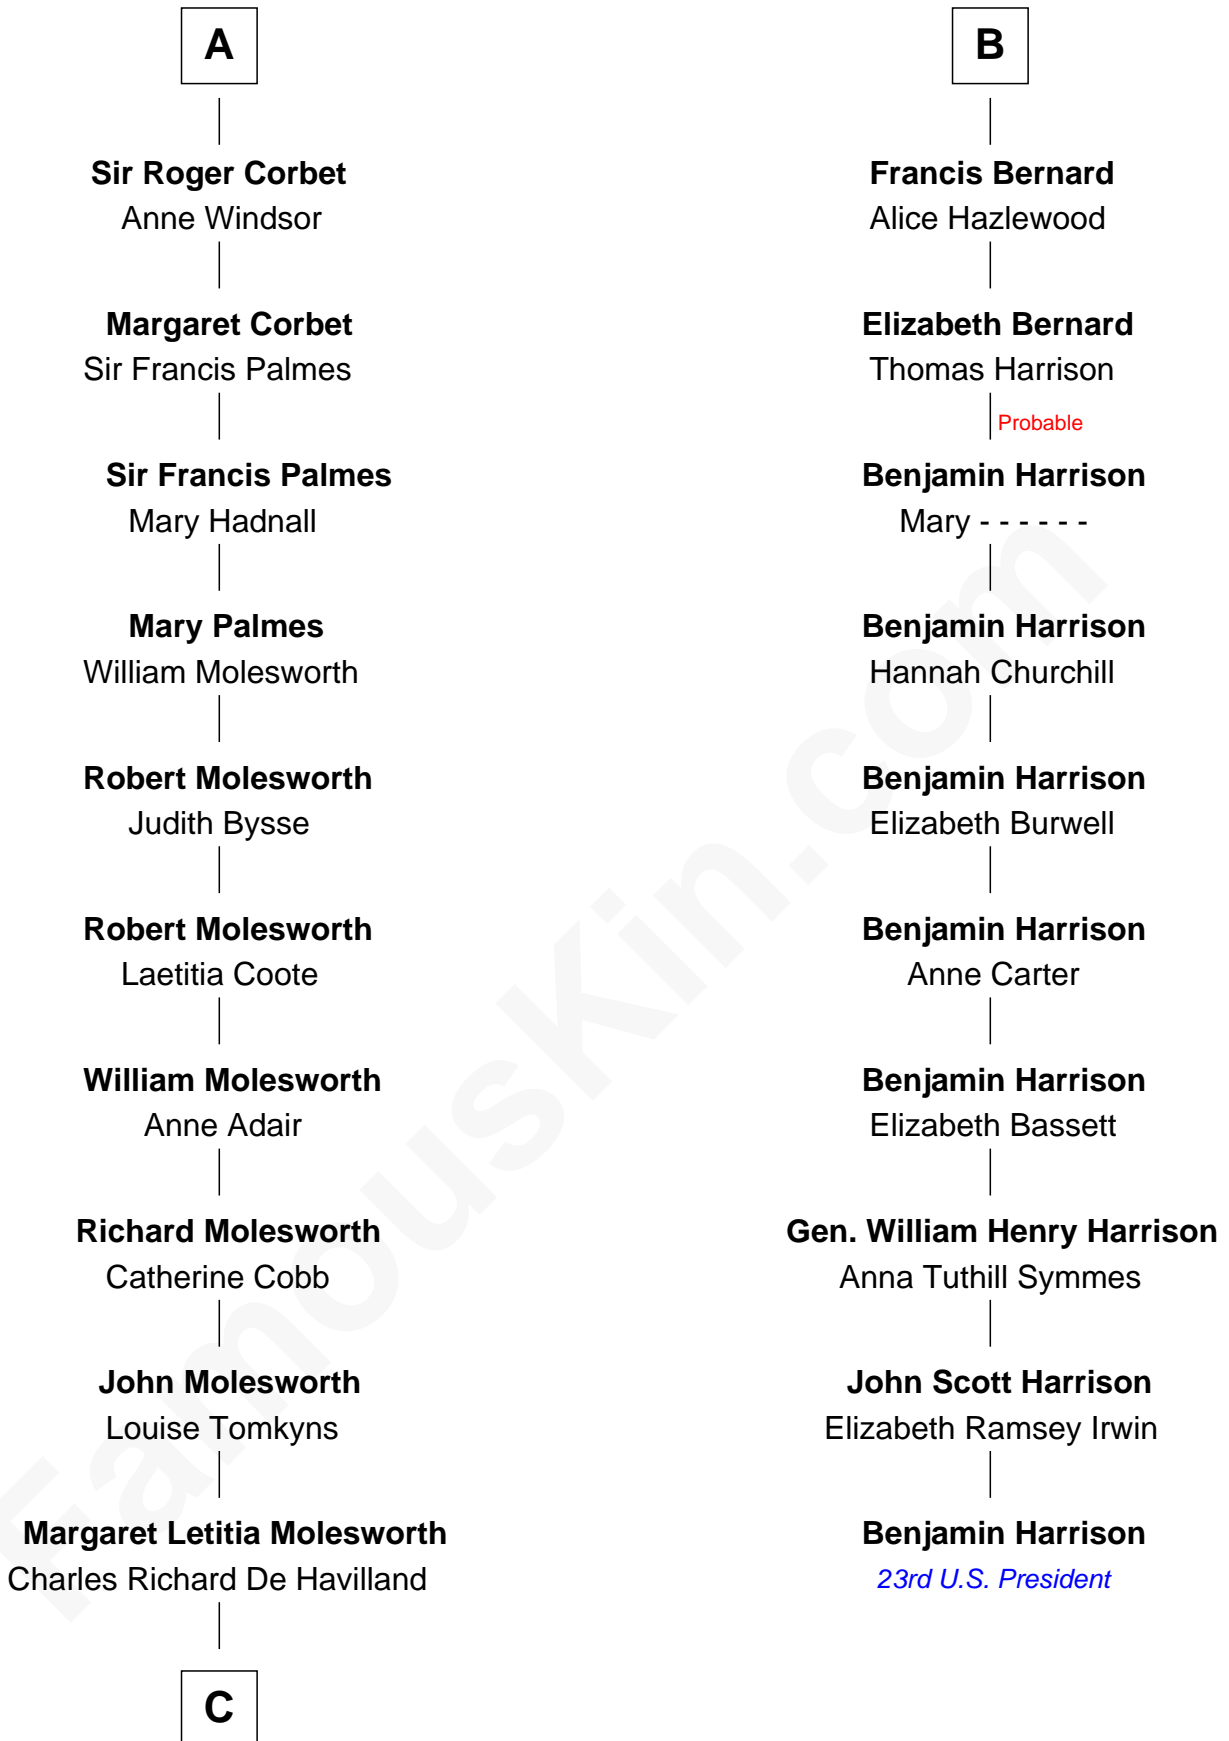 A
Sir Roger Corbet
Anne Windsor
Margaret Corbet
Sir Francis Palmes
Sir Francis Palmes
Mary Hadnall
Mary Palmes
William Molesworth
Robert Molesworth
Judith Bysse
Robert Molesworth
Laetitia Coote
William Molesworth
Anne Adair
Richard Molesworth
Catherine Cobb
John Molesworth
Louise Tomkyns
Margaret Letitia Molesworth
Charles Richard De Havilland
C
B
Francis Bernard
Alice Hazlewood
Elizabeth Bernard
Thomas Harrison
Probable
Benjamin Harrison
Mary - - - - - -
Benjamin Harrison
Hannah Churchill
Benjamin Harrison
Elizabeth Burwell
Benjamin Harrison
Anne Carter
Benjamin Harrison
Elizabeth Bassett
Gen. William Henry Harrison
Anna Tuthill Symmes
John Scott Harrison
Elizabeth Ramsey Irwin
Benjamin Harrison
23rd U.S. President
FamousKin.com